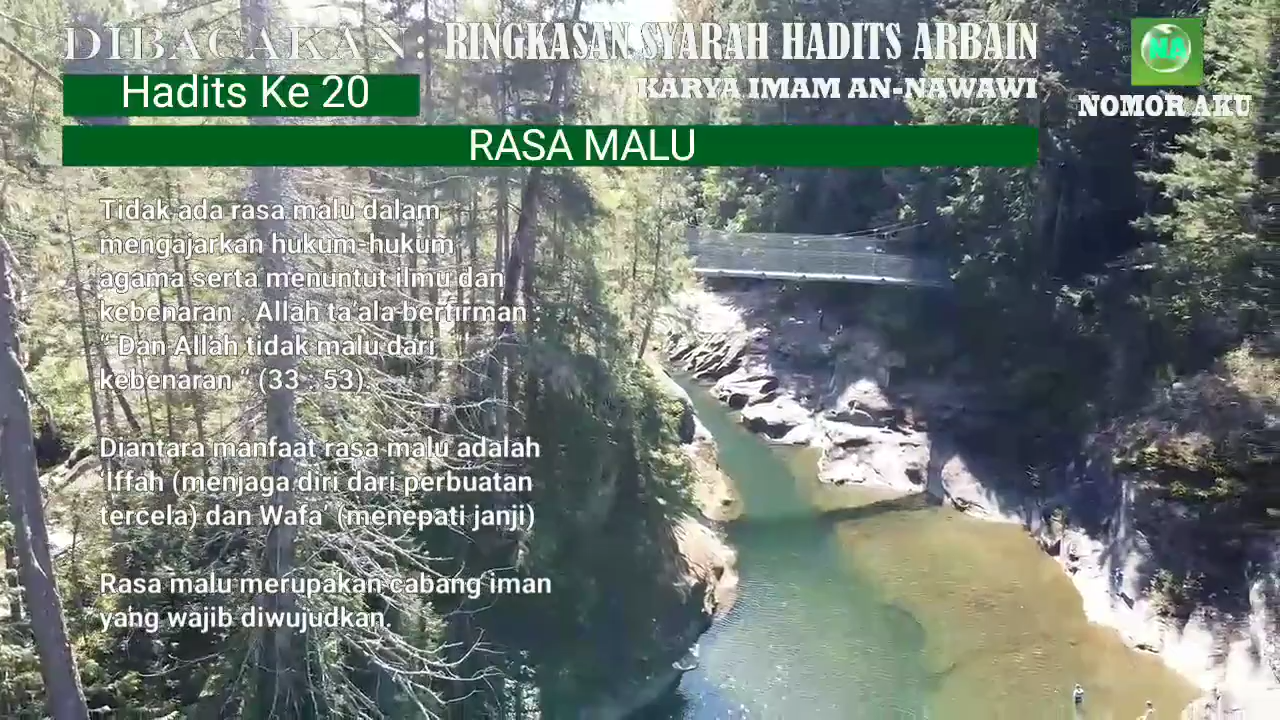 DIBACAKAN : RINGKASAN SYARAH HADITS ARBAIN
KARYA IMAM AN-NAWAWI
NA
NOMOR AKU
Hadits Ke 20
RASA MALU
Tidak ada rasa malu dalam
mengajarkan hukum-hukum
agama serta menuntut ilmu dan
kebenaran . Allah ta’ala berfirman :
“ Dan Allah tidak malu dari
kebenaran “ (33 : 53).
Diantara manfaat rasa malu adalah
‘Iffah (menjaga diri dari perbuatan
tercela) dan Wafa’ (menepati janji)
Rasa malu merupakan cabang iman
yang wajib diwujudkan.